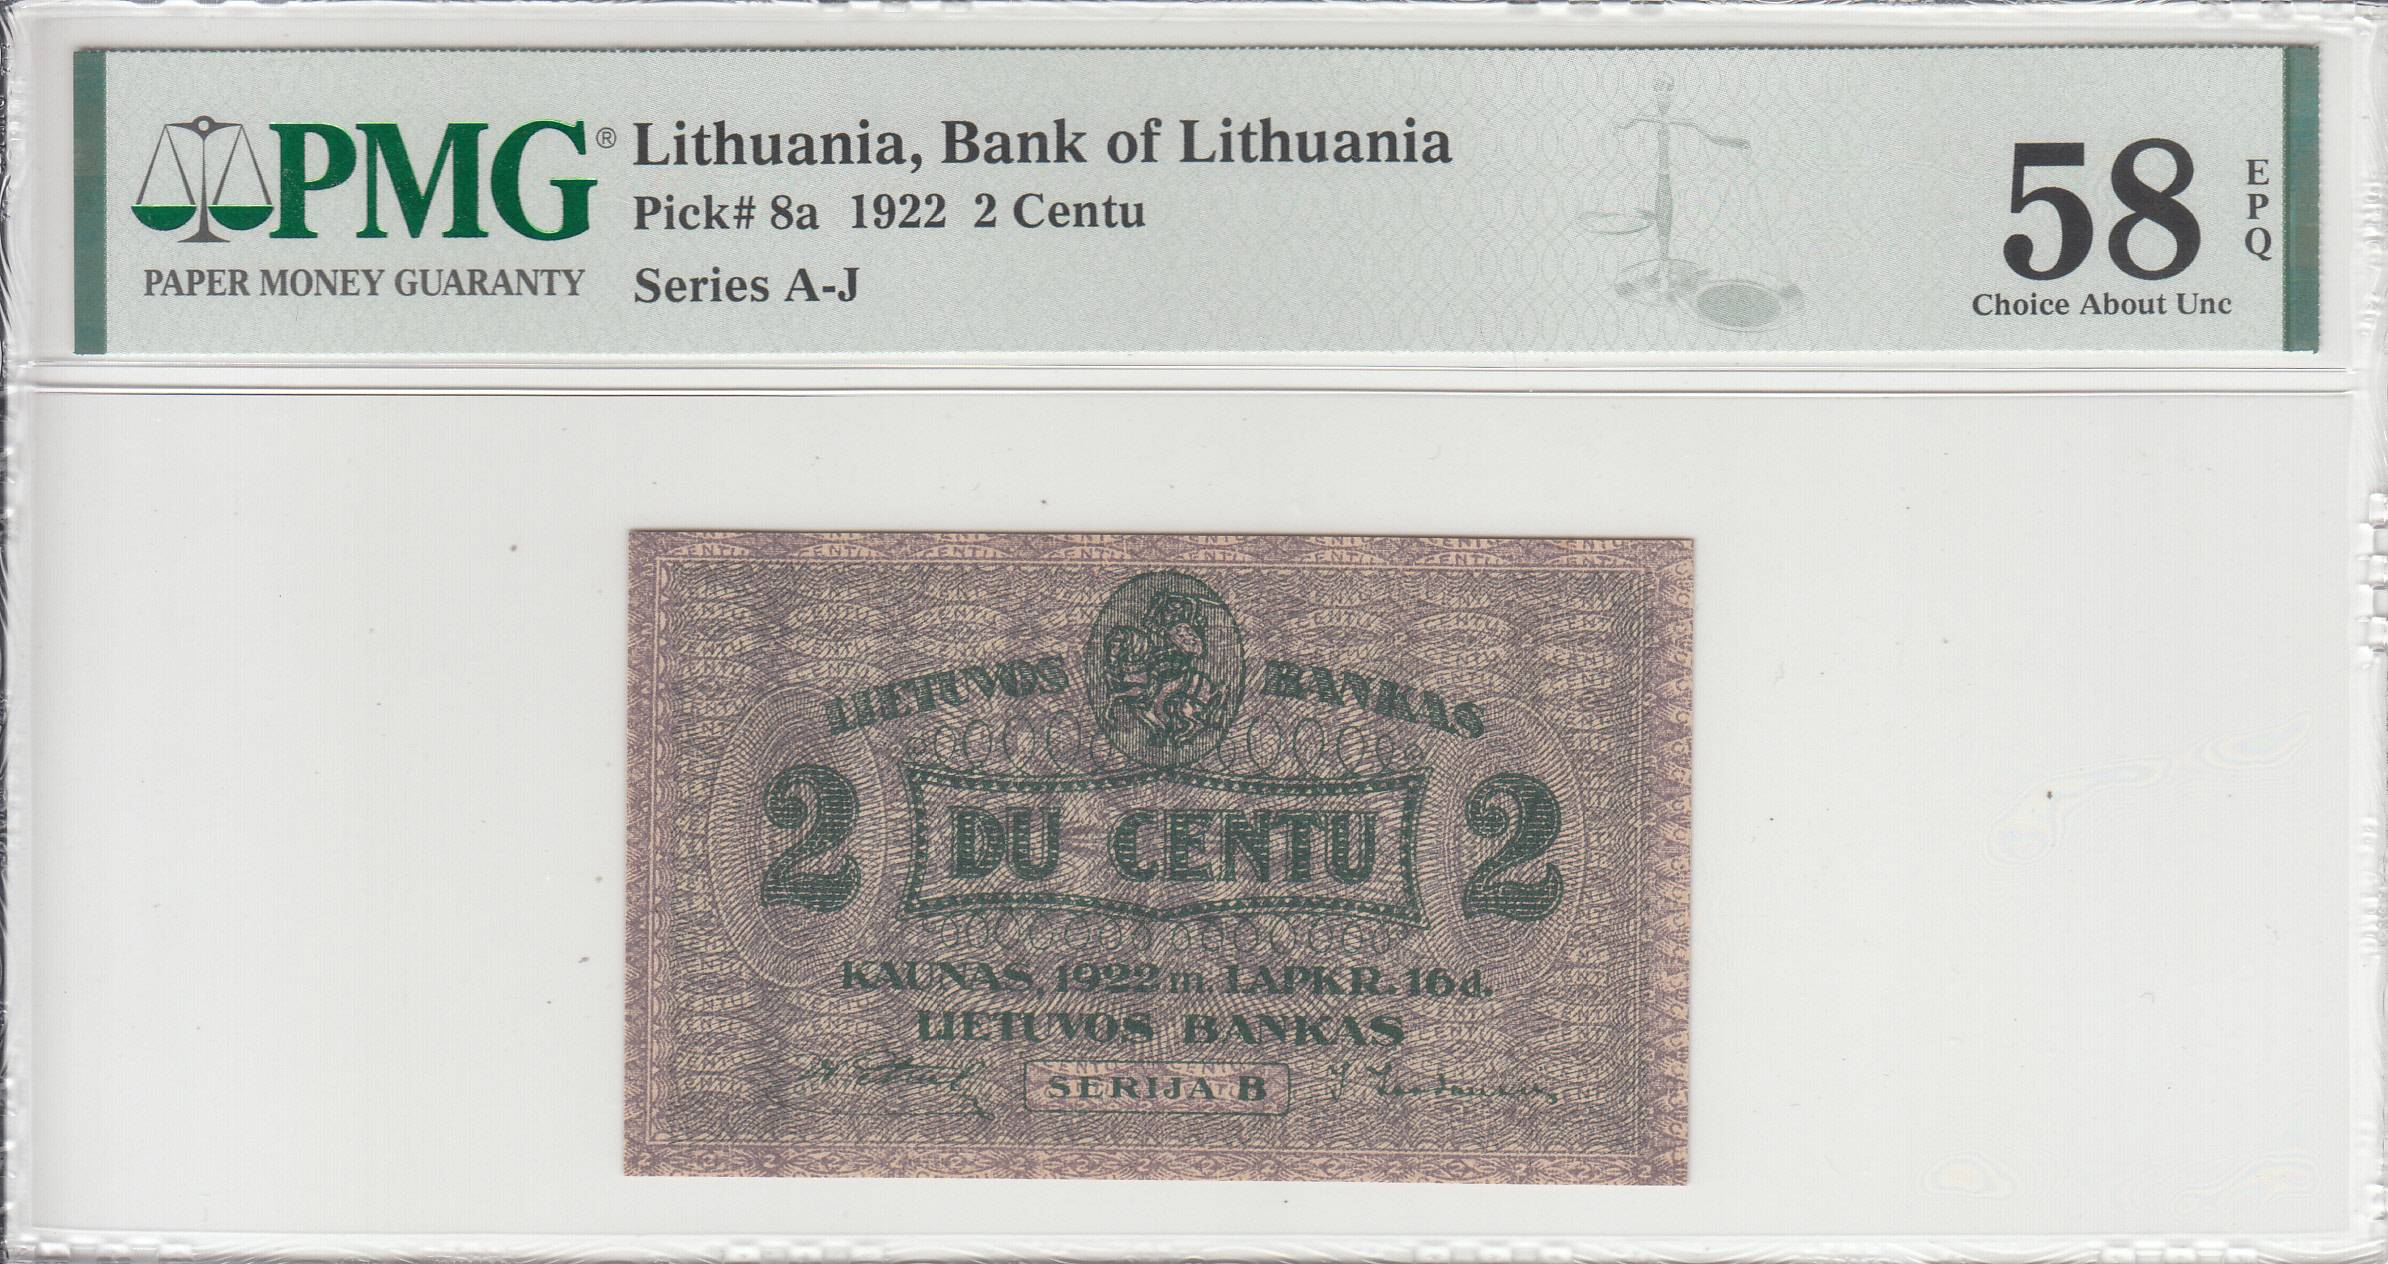 PMG®
PAPER MONEY GUARANTY
Lithuania, Bank of Lithuania
Pick# 8a 1922 2 Centu
Series A-J
58
EPQ
Choice About Unc
LIETUVOS BANKAS
2 DU CENTU 2
KAUNAS, 1922 m. LAPKR. 16 d.
LIETUVOS BANKAS
SERIJA B